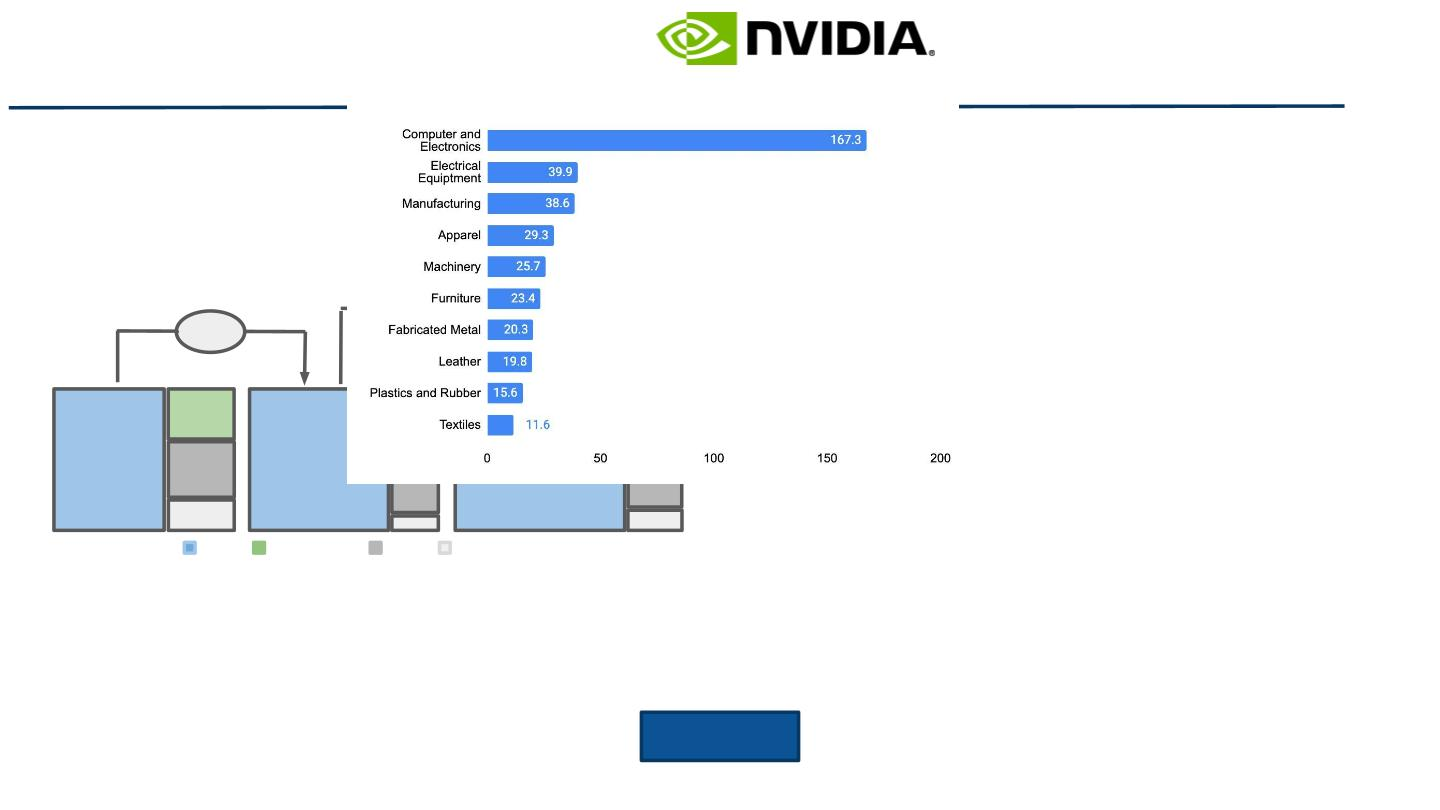 NVIDIA®
Computer and
Electronics
167.3
Electrical
Equiptment
39.9
Manufacturing
38.6
Apparel
29.3
Machinery
25.7
Furniture
23.4
Fabricated Metal
20.3
Leather
19.8
Plastics and Rubber
15.6
Textiles
11.6
0
50
100
150
200